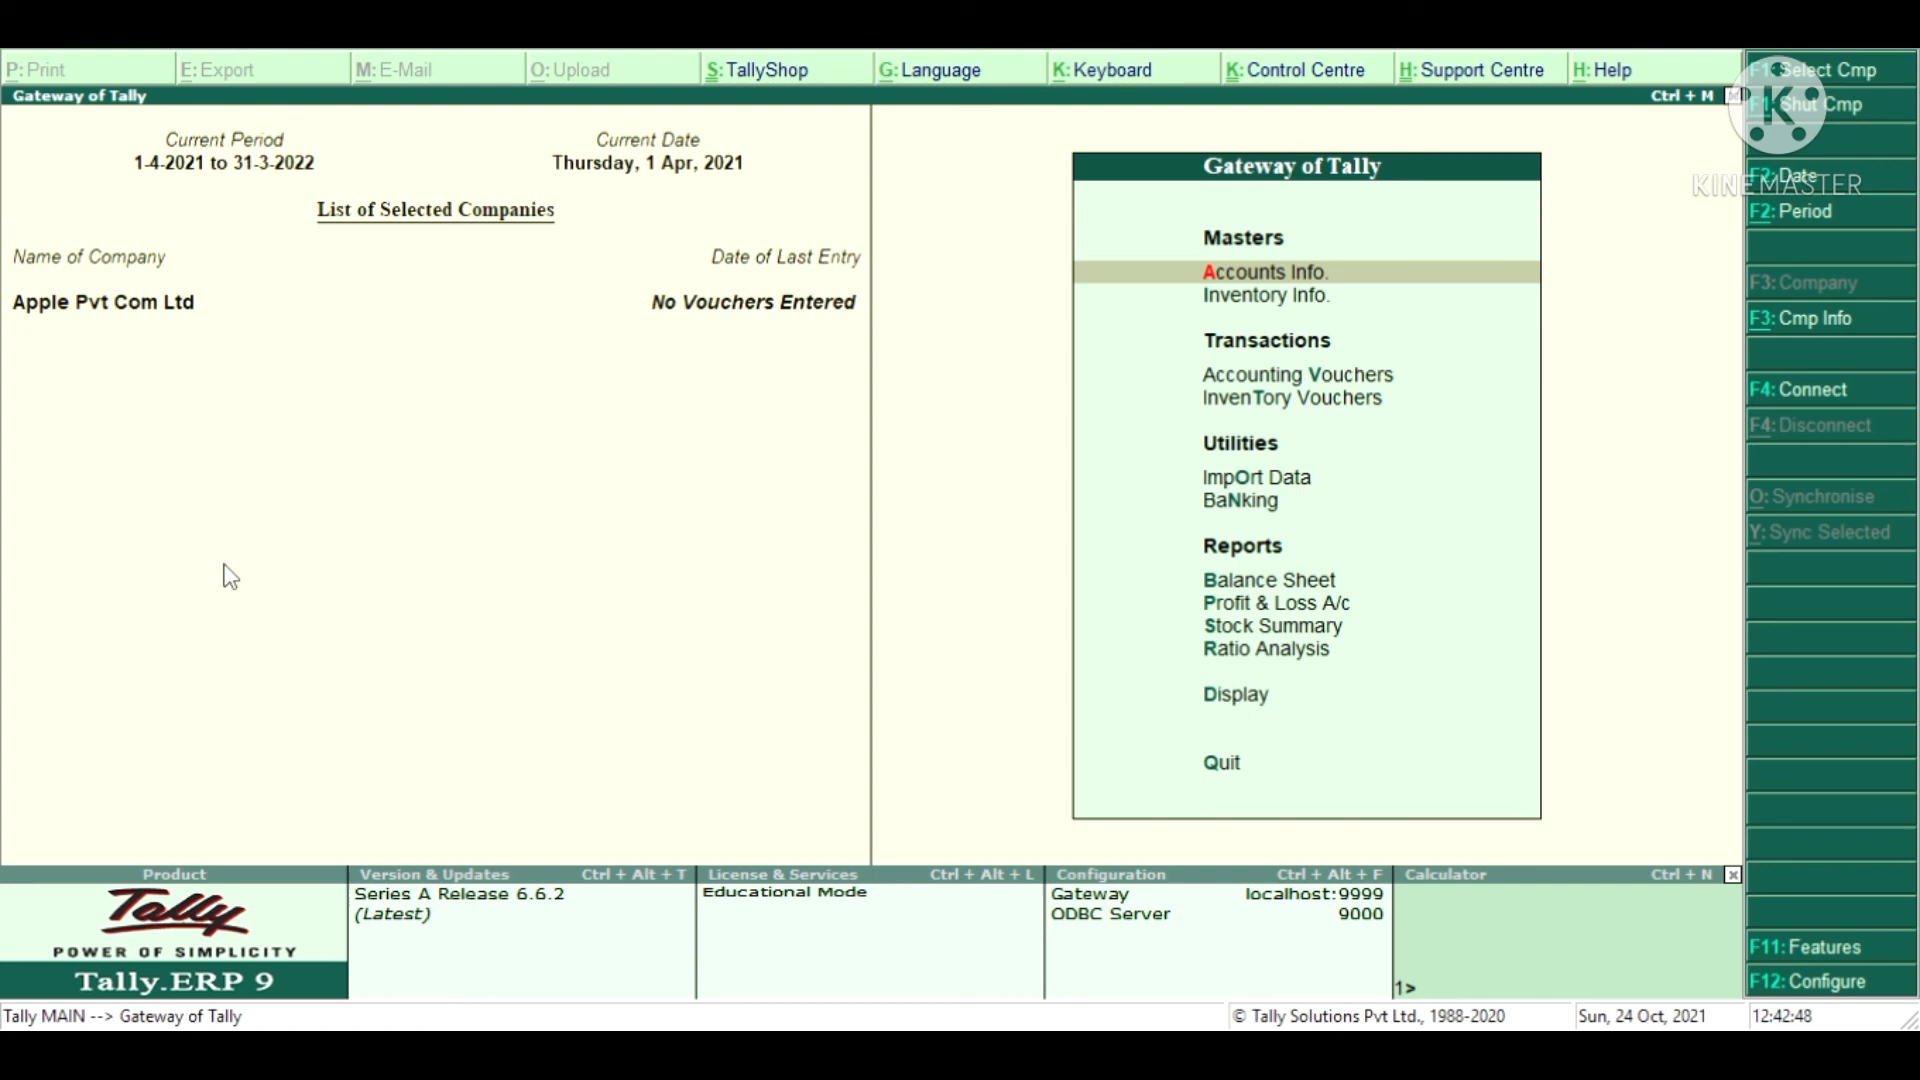 P: Print E: Export M: E-Mail O: Upload S: TallyShop G: Language K: Keyboard K: Control Centre H: Support Centre H: Help
Gateway of Tally Ctrl + M
Current Period Current Date
1-4-2021 to 31-3-2022 Thursday, 1 Apr, 2021
List of Selected Companies
Name of Company Date of Last Entry
Apple Pvt Com Ltd No Vouchers Entered
Gateway of Tally
Masters
Accounts Info.
Inventory Info.
Transactions
Accounting Vouchers
InvenTory Vouchers
Utilities
ImpOrt Data
BaNking
Reports
Balance Sheet
Profit & Loss A/c
Stock Summary
Ratio Analysis
Display
Quit
F1: Select Cmp
F1: Shut Cmp
K
F2: Date
KINEMASTER
F2: Period
F3: Company
F3: Cmp Info
F4: Connect
F4: Disconnect
O: Synchronise
Y: Sync Selected
F11: Features
F12: Configure
Product
Tally
POWER OF SIMPLICITY
Tally.ERP 9
Version & Updates Ctrl + Alt + T
Series A Release 6.6.2
(Latest)
License & Services Ctrl + Alt + L
Educational Mode
Configuration Ctrl + Alt + F
Gateway localhost:9999
ODBC Server 9000
Calculator Ctrl + N
1>
Tally MAIN --> Gateway of Tally © Tally Solutions Pvt Ltd., 1988-2020 Sun, 24 Oct, 2021 12:42:48